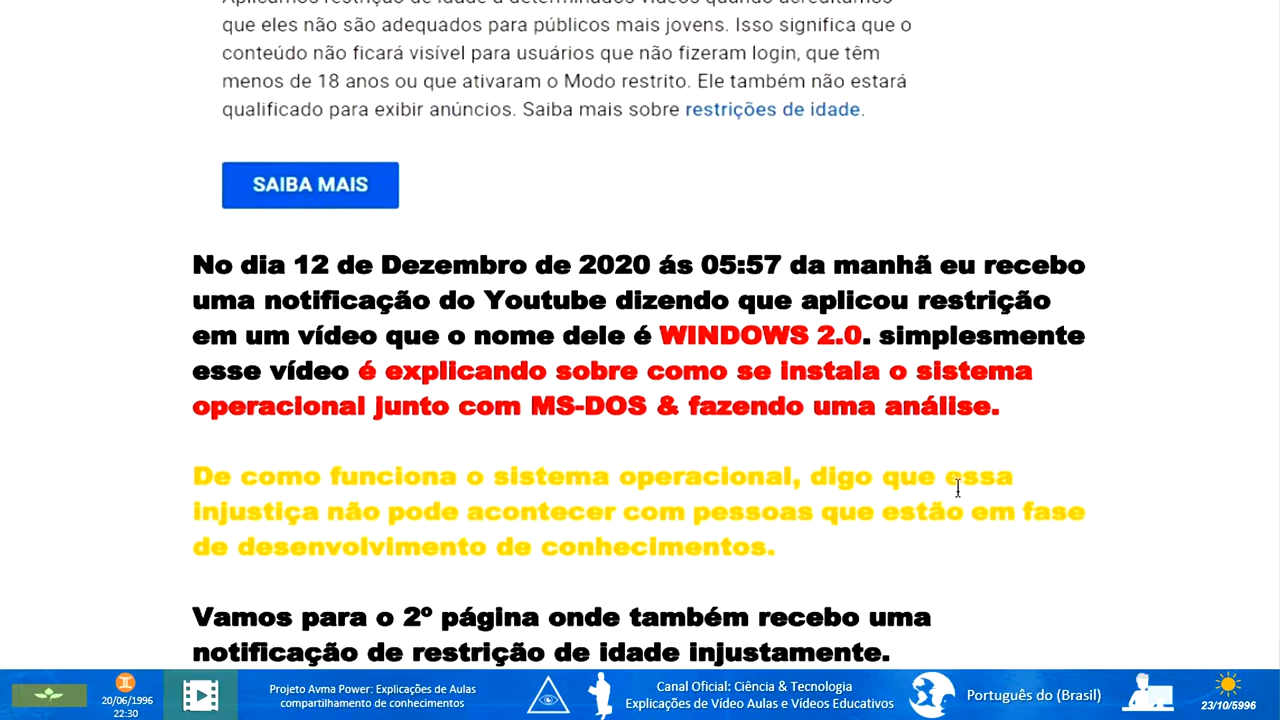 Aplicamos restrição de idade a determinados vídeos quando acreditamos
que eles não são adequados para públicos mais jovens. Isso significa que o
conteúdo não ficará visível para usuários que não fizeram login, que têm
menos de 18 anos ou que ativaram o Modo restrito. Ele também não estará
qualificado para exibir anúncios. Saiba mais sobre restrições de idade.
SAIBA MAIS
No dia 12 de Dezembro de 2020 ás 05:57 da manhã eu recebo
uma notificação do Youtube dizendo que aplicou restrição
em um vídeo que o nome dele é WINDOWS 2.0. simplesmente
esse vídeo é explicando sobre como se instala o sistema
operacional junto com MS-DOS & fazendo uma análise.
De como funciona o sistema operacional, digo que essa
injustiça não pode acontecer com pessoas que estão em fase
de desenvolvimento de conhecimentos.
Vamos para o 2º página onde também recebo uma
notificação de restrição de idade injustamente.
20/06/1996
22:30
Projeto Avma Power: Explicações de Aulas
compartilhamento de conhecimentos
Canal Oficial: Ciência & Tecnologia
Explicações de Vídeo Aulas e Vídeos Educativos
Português do (Brasil)
23/10/5996